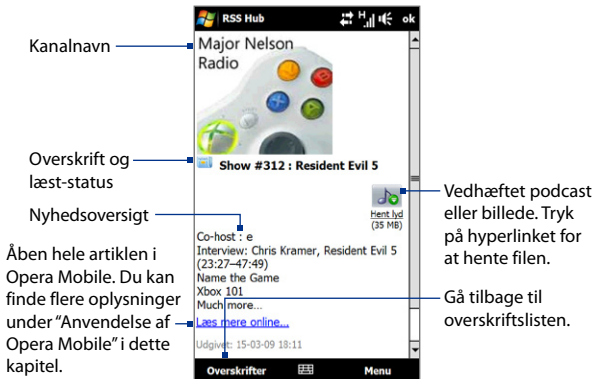 RSS Hub
H
ok
Kanalnavn
Major Nelson
Radio
Overskrift og
læst-status
Show #312 : Resident Evil 5
Nyhedsoversigt
Hent lyd
(35 MB)
Vedhæftet podcast
eller billede. Tryk
på hyperlinket for
at hente filen.
Co-host : e
Interview: Chris Kramer, Resident Evil 5
(23:27–47:49)
Name the Game
Xbox 101
Much more...
Læs mere online...
Åben hele artiklen i
Opera Mobile. Du kan
finde flere oplysninger
under “Anvendelse af
Opera Mobile” i dette
kapitel.
Gå tilbage til
overskriftslisten.
Udgivet: 15-03-09 18:11
Overskrifter
Menu